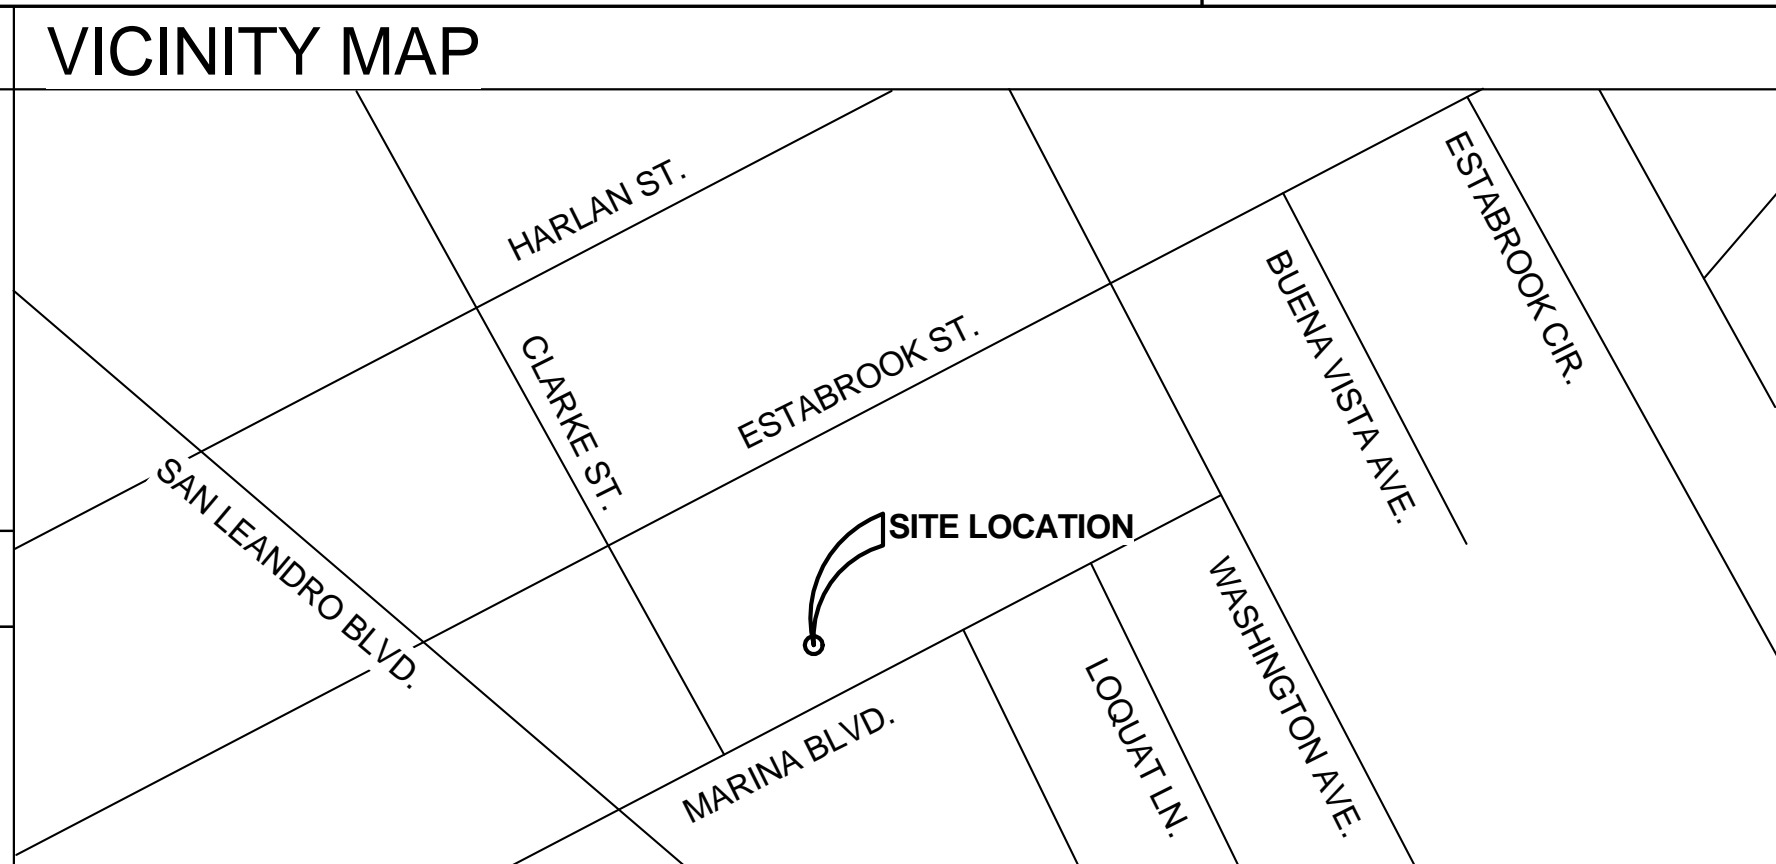 VICINITY MAP
HARLAN ST.
ESTABROOK CIR.
BUENA VISTA AVE.
CLARKE ST.
ESTABROOK ST.
SAN LEANDRO BLVD.
SITE LOCATION
WASHINGTON AVE.
LOQUAT LN.
MARINA BLVD.